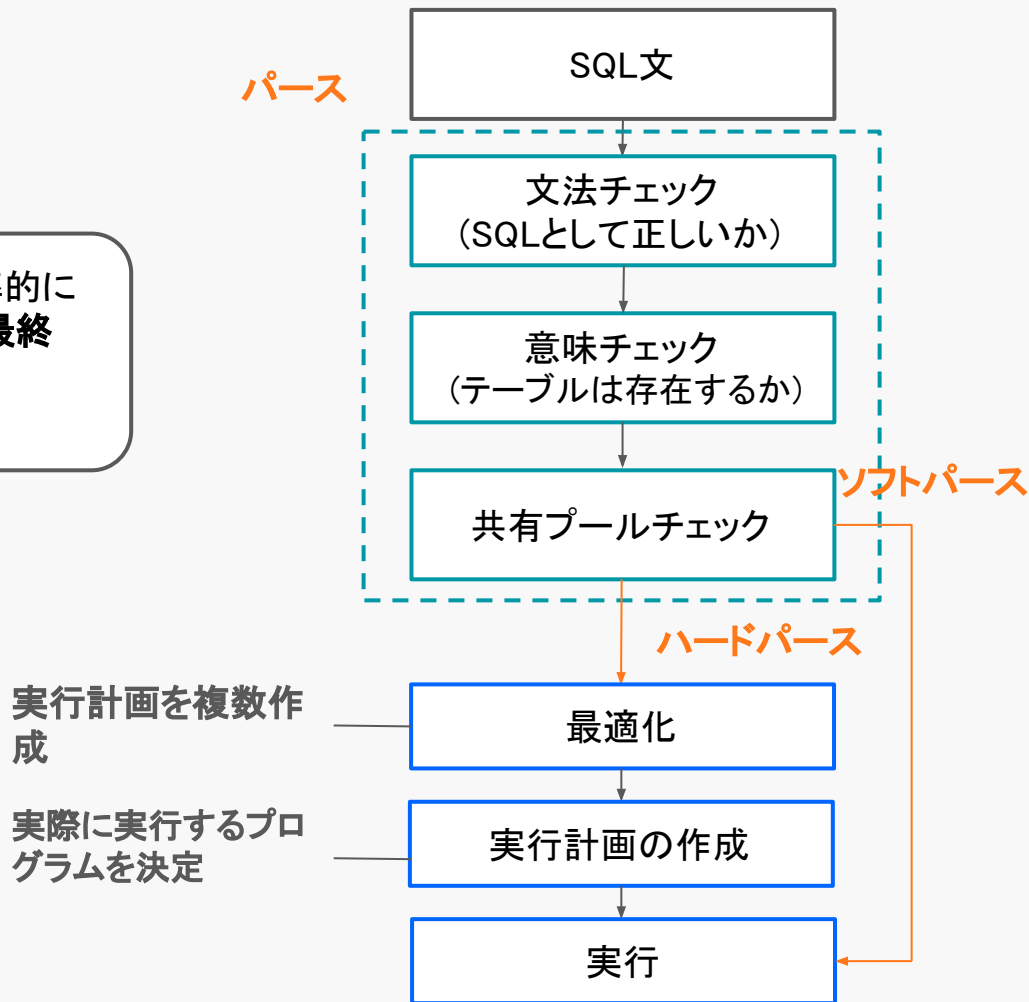 SQL文
パース
文法チェック
(SQLとして正しいか)
的に
最終
意味チェック
(テーブルは存在するか)
ソフトパース
共有プールチェック
ハードパース
実行計画を複数作
成
最適化
実際に実行するプロ
グラムを決定
実行計画の作成
実行